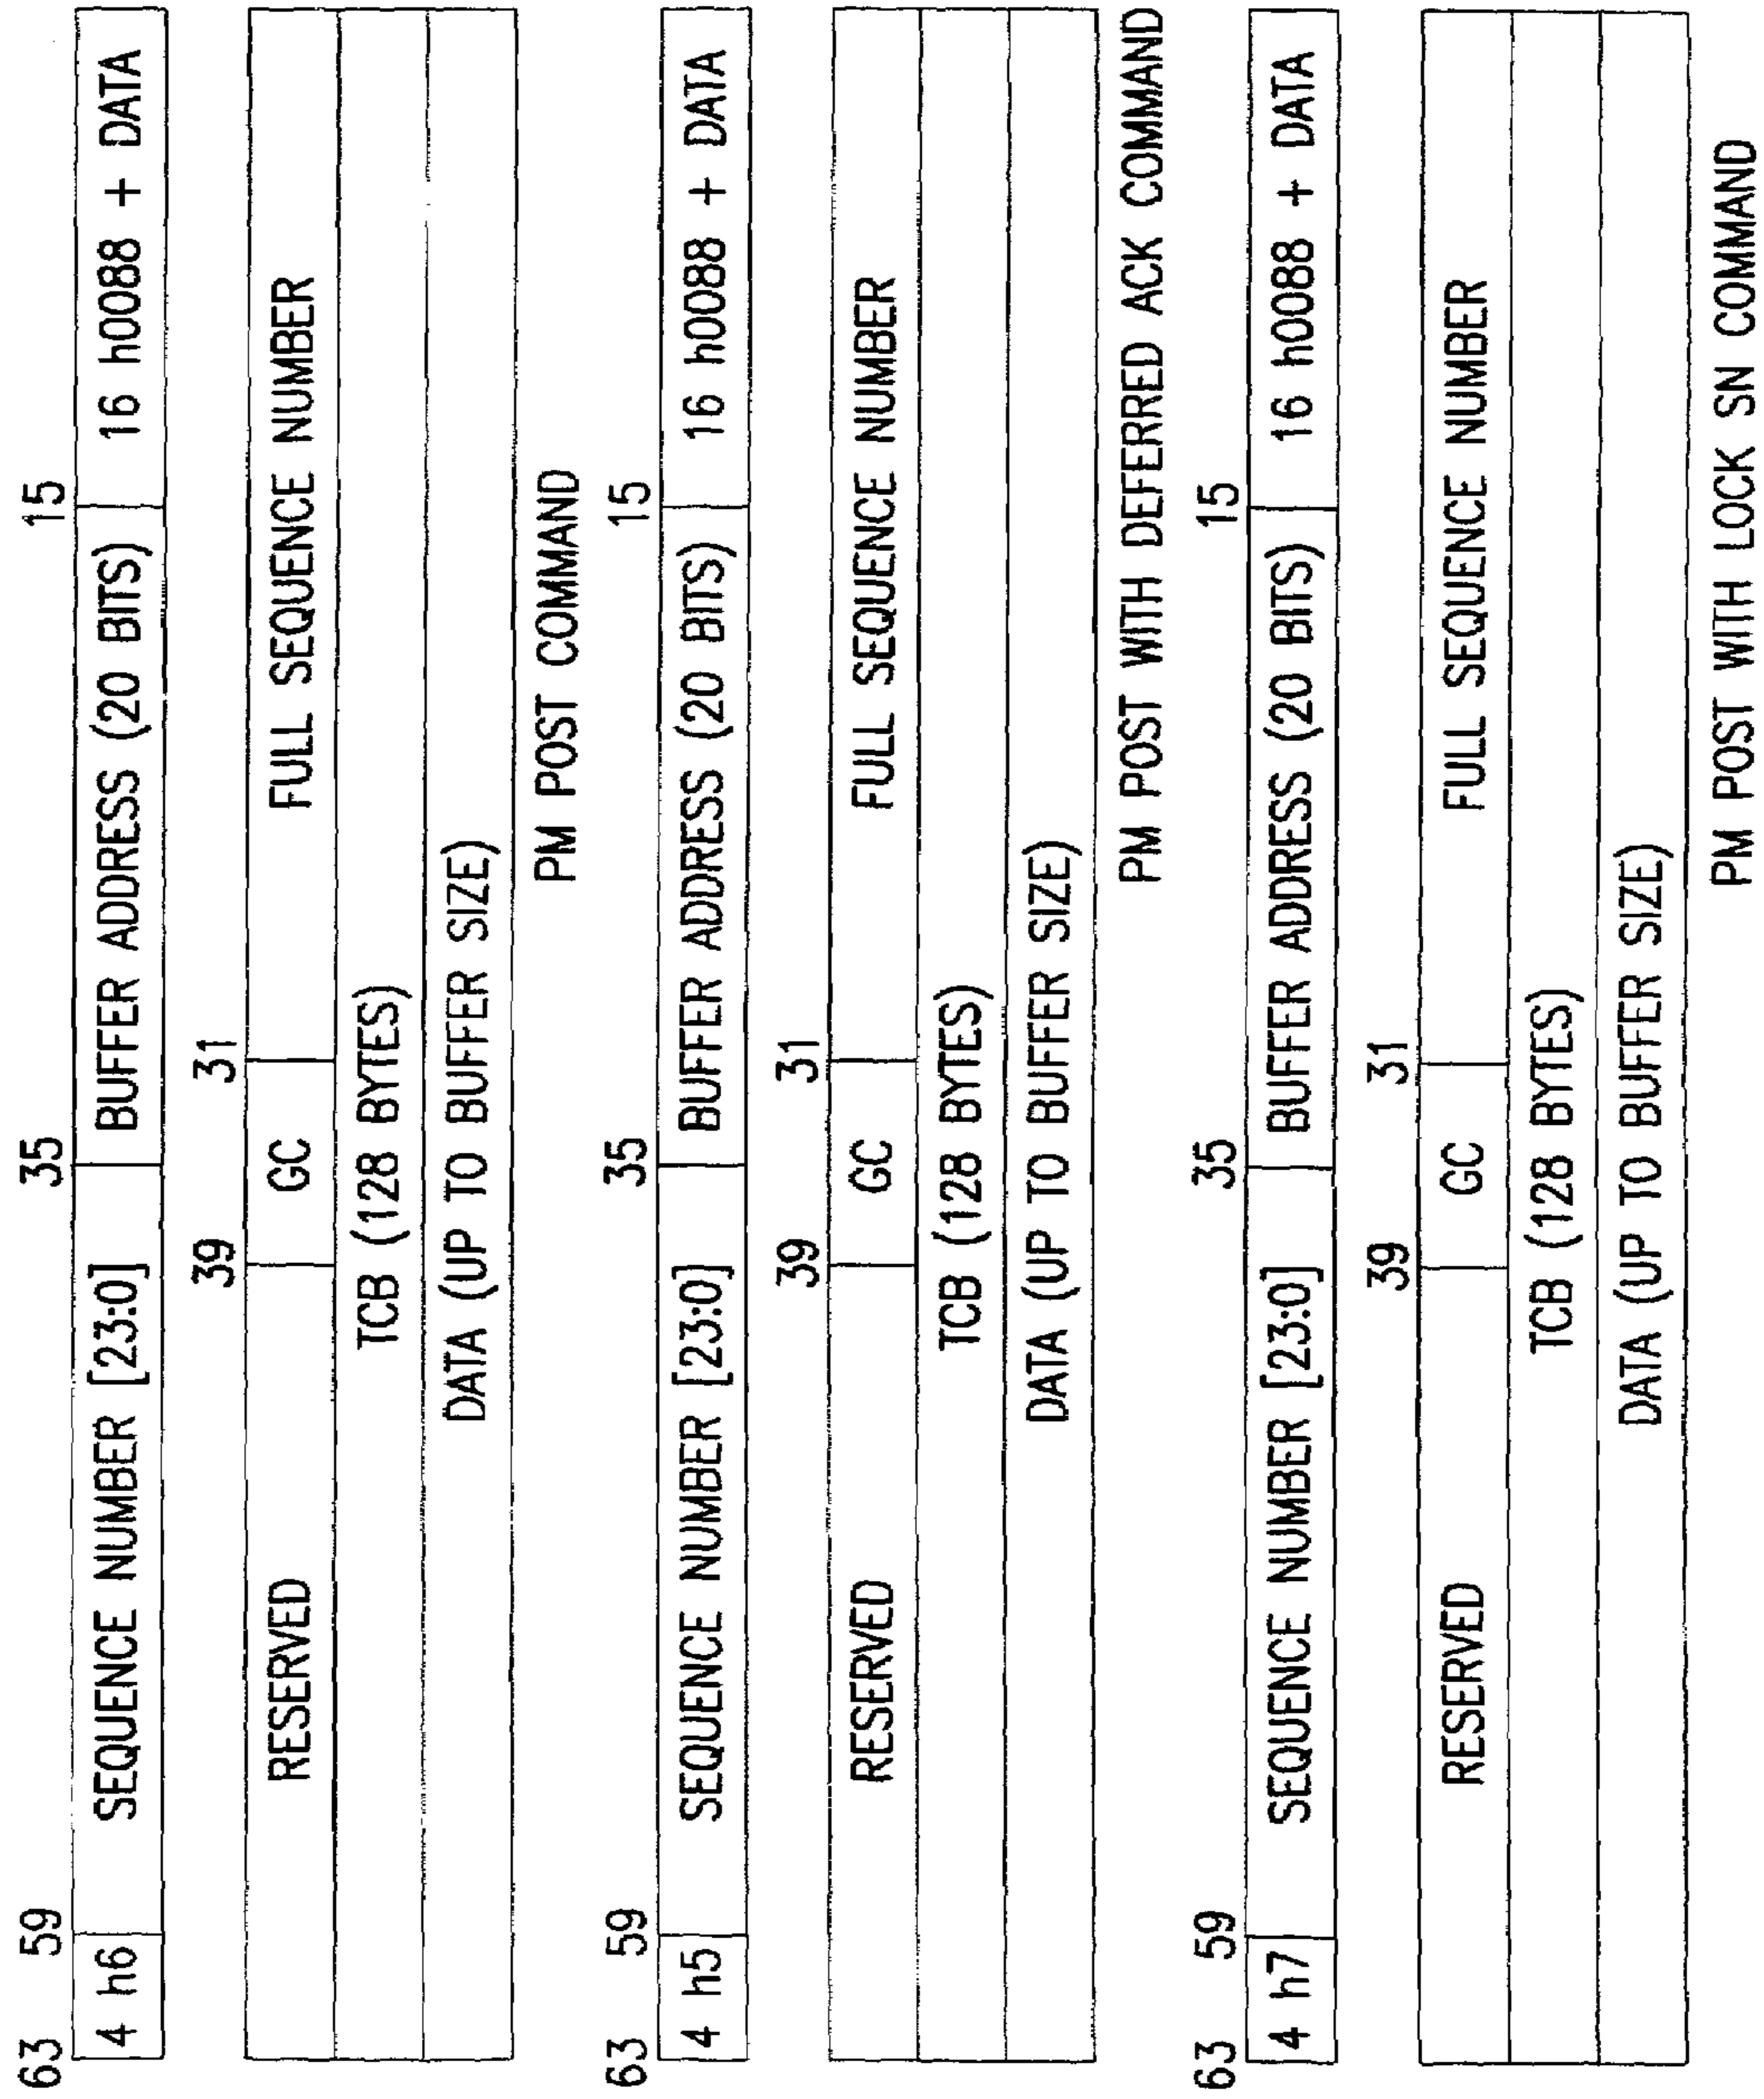 63 59 35 15
4 h6 SEQUENCE NUMBER [23:0] BUFFER ADDRESS (20 BITS) 16 h0088 + DATA
39 31
RESERVED GC FULL SEQUENCE NUMBER
TCB (128 BYTES)
DATA (UP TO BUFFER SIZE)
PM POST COMMAND
63 59 35 15
4 h5 SEQUENCE NUMBER [23:0] BUFFER ADDRESS (20 BITS) 16 h0088 + DATA
39 31
RESERVED GC FULL SEQUENCE NUMBER
TCB (128 BYTES)
DATA (UP TO BUFFER SIZE)
PM POST WITH DEFERRED ACK COMMAND
63 59 35 15
4 h7 SEQUENCE NUMBER [23:0] BUFFER ADDRESS (20 BITS) 16 h0088 + DATA
39 31
RESERVED GC FULL SEQUENCE NUMBER
TCB (128 BYTES)
DATA (UP TO BUFFER SIZE)
PM POST WITH LOCK SN COMMAND